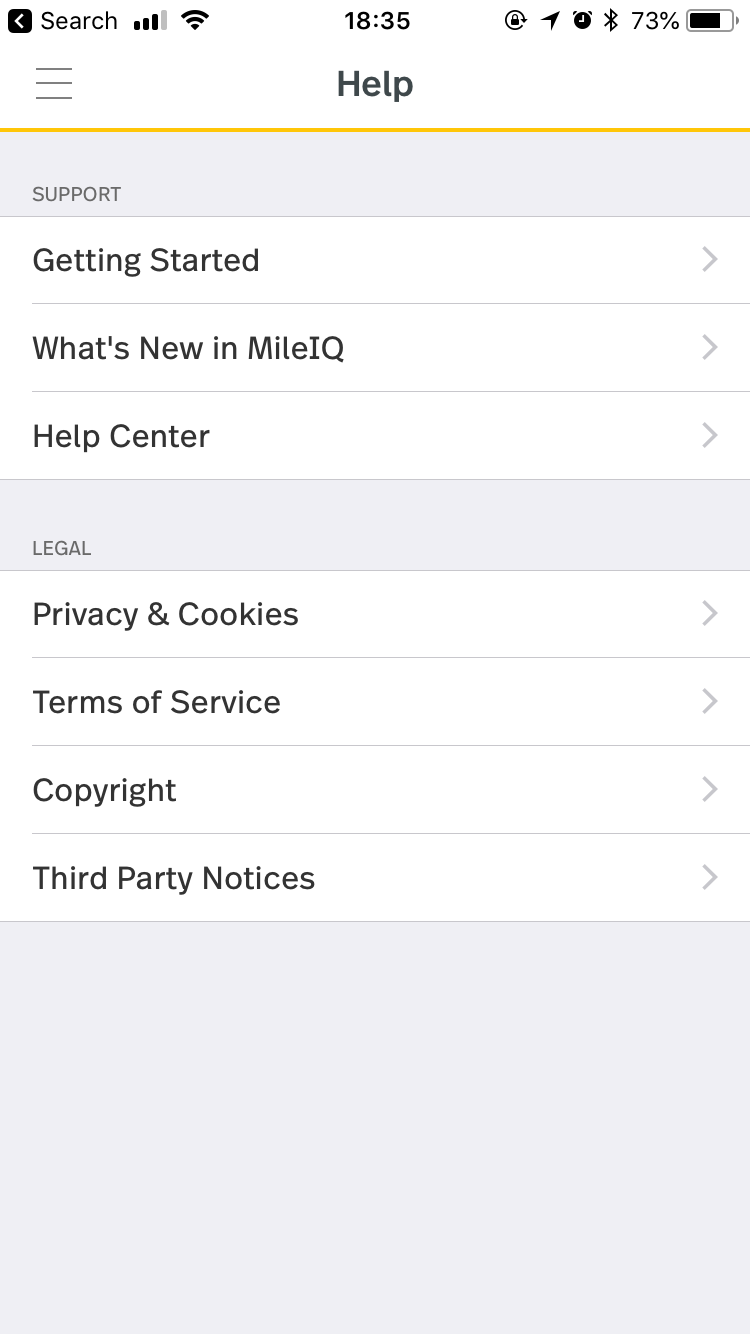 Search 18:35 73%
Help
SUPPORT
Getting Started
What's New in MileIQ
Help Center
LEGAL
Privacy & Cookies
Terms of Service
Copyright
Third Party Notices